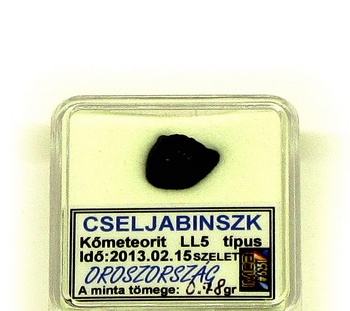 CSELJABINSZK
Kőmeteorit LL5 típus
Idő:2013.02.15 SZELET
OROSZORSZÁG
A minta tömege: 0.78gr